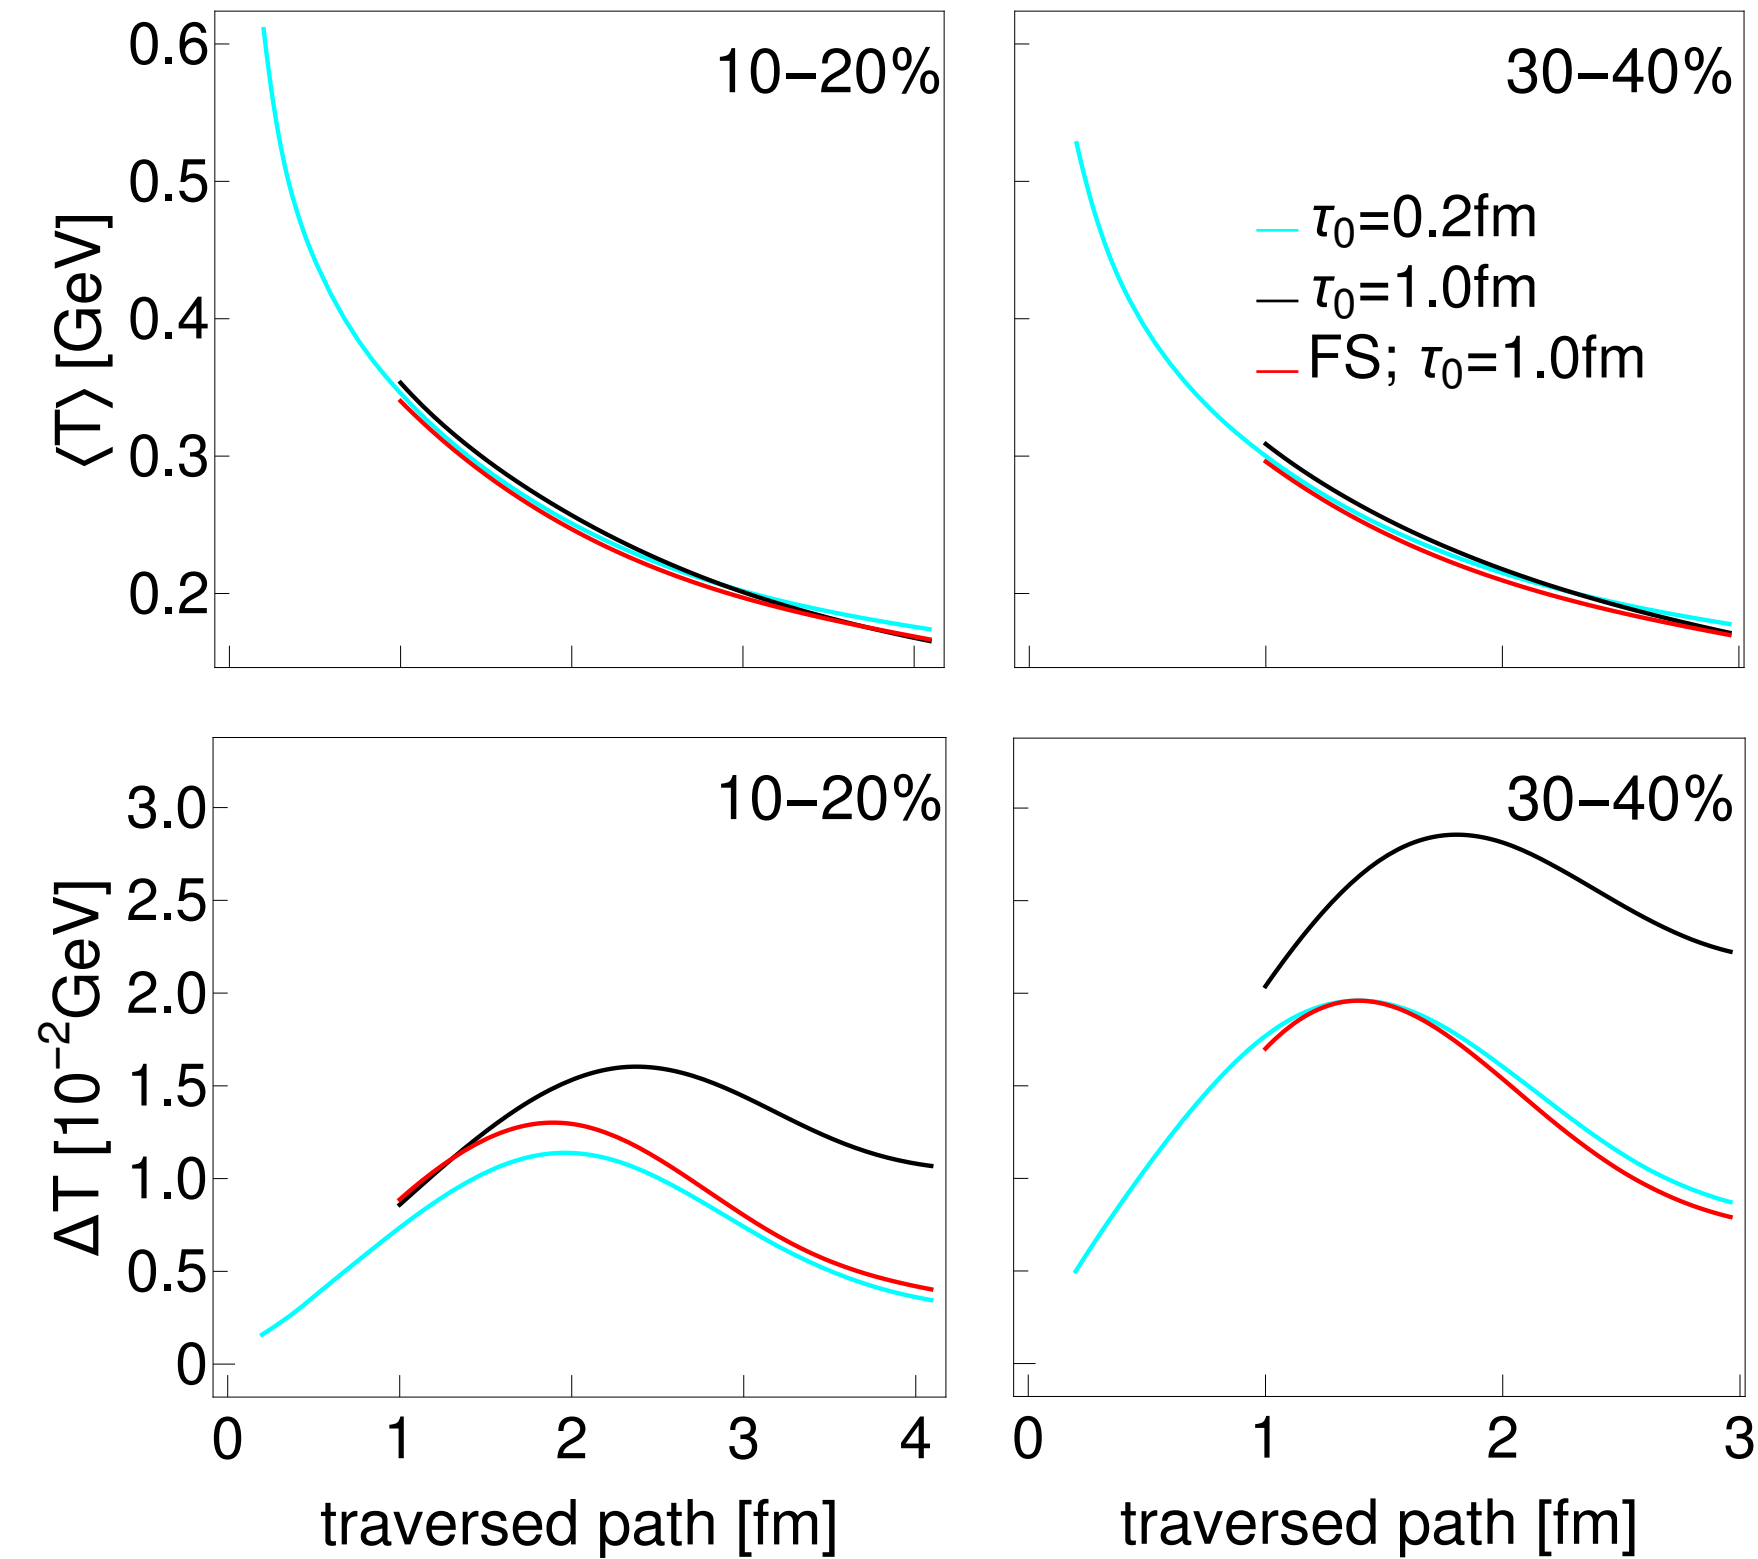 10−20%
30−40%
0.6
0.5
0.4
0.3
0.2
⟨T⟩ [GeV]
τ₀=0.2fm
τ₀=1.0fm
FS; τ₀=1.0fm
10−20%
30−40%
3.0
2.5
2.0
1.5
1.0
0.5
0
ΔT [10⁻²GeV]
0 1 2 3 4
0 1 2 3
traversed path [fm]
traversed path [fm]